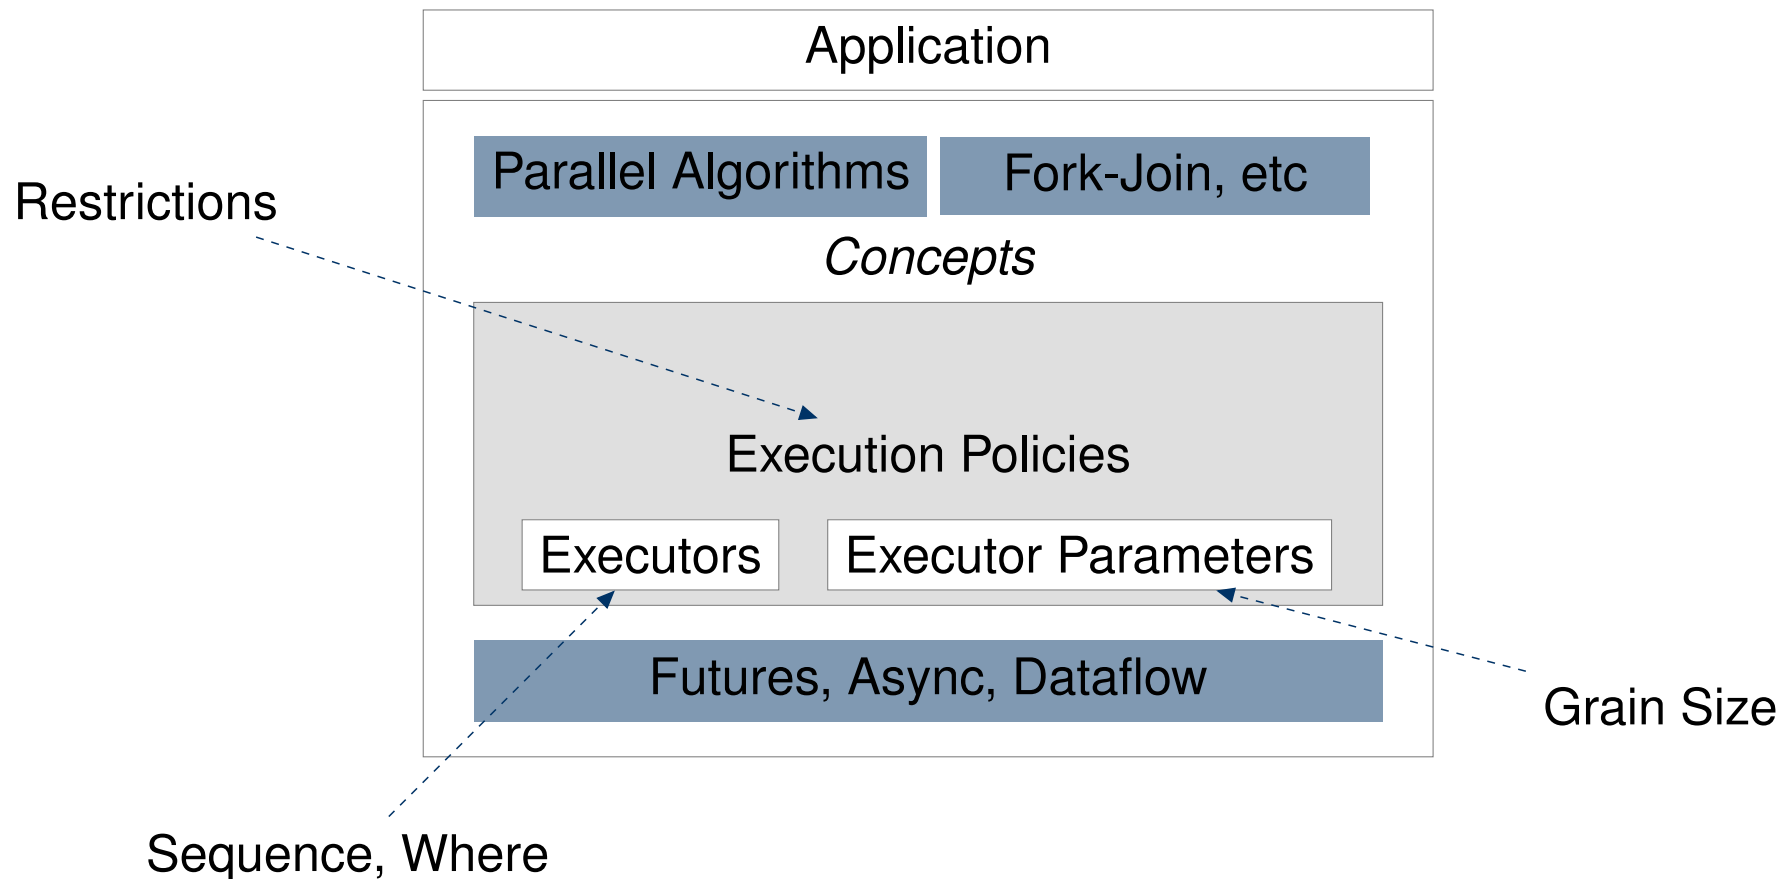 Application
Parallel Algorithms
Fork-Join, etc
Restrictions
Concepts
Execution Policies
Executors
Executor Parameters
Futures, Async, Dataflow
Grain Size
Sequence, Where